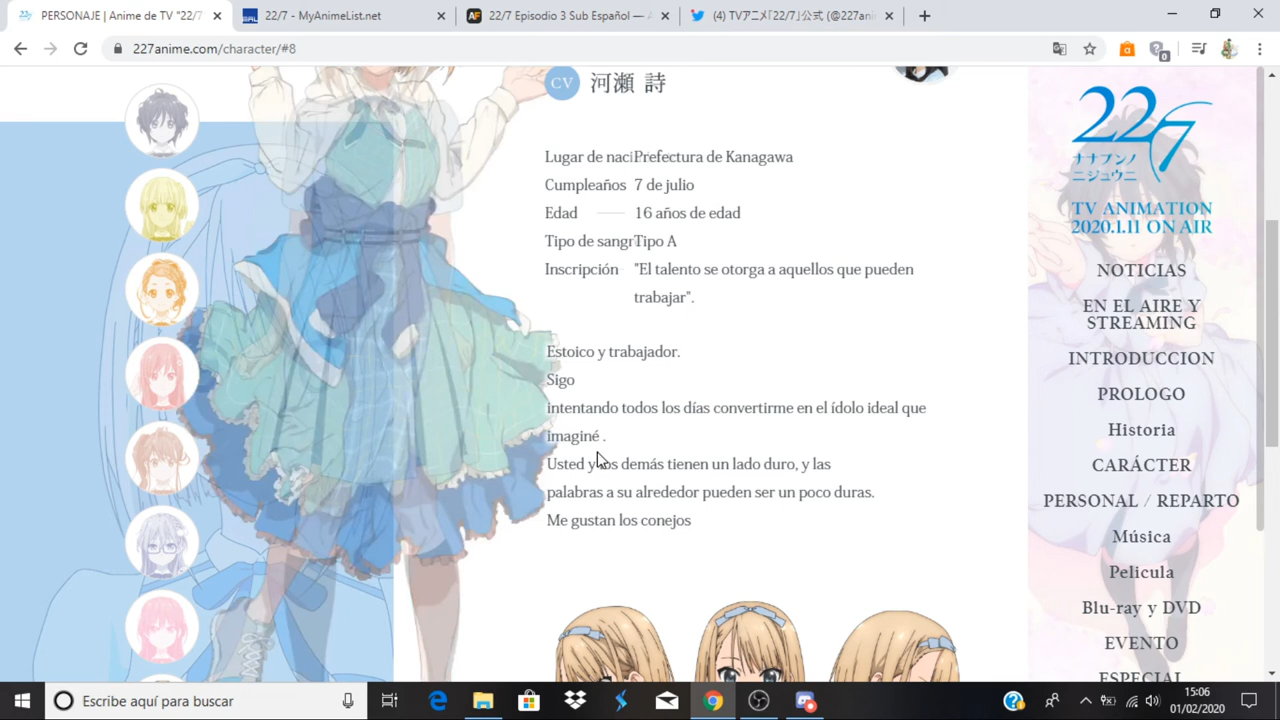 PERSONAJE | Anime de TV "22/7
22/7 - MyAnimeList.net
22/7 Episodio 3 Sub Español — A
(4) TVアニメ「22/7」公式 (@227ani
227anime.com/character/#8
CV 河瀬 詩
Lugar de naci Prefectura de Kanagawa
Cumpleaños 7 de julio
Edad 16 años de edad
Tipo de sangr Tipo A
Inscripción "El talento se otorga a aquellos que pueden
trabajar".
Estoico y trabajador.
Sigo
intentando todos los días convertirme en el ídolo ideal que
imaginé .
Usted y los demás tienen un lado duro, y las
palabras a su alrededor pueden ser un poco duras.
Me gustan los conejos
22/7
ナナブンノ
ニジュウニ
TV ANIMATION
2020.1.11 ON AIR
NOTICIAS
EN EL AIRE Y
STREAMING
INTRODUCCION
PROLOGO
Historia
CARÁCTER
PERSONAL / REPARTO
Música
Pelicula
Blu-ray y DVD
EVENTO
ESPECIAL
Escribe aquí para buscar
15:06
01/02/2020